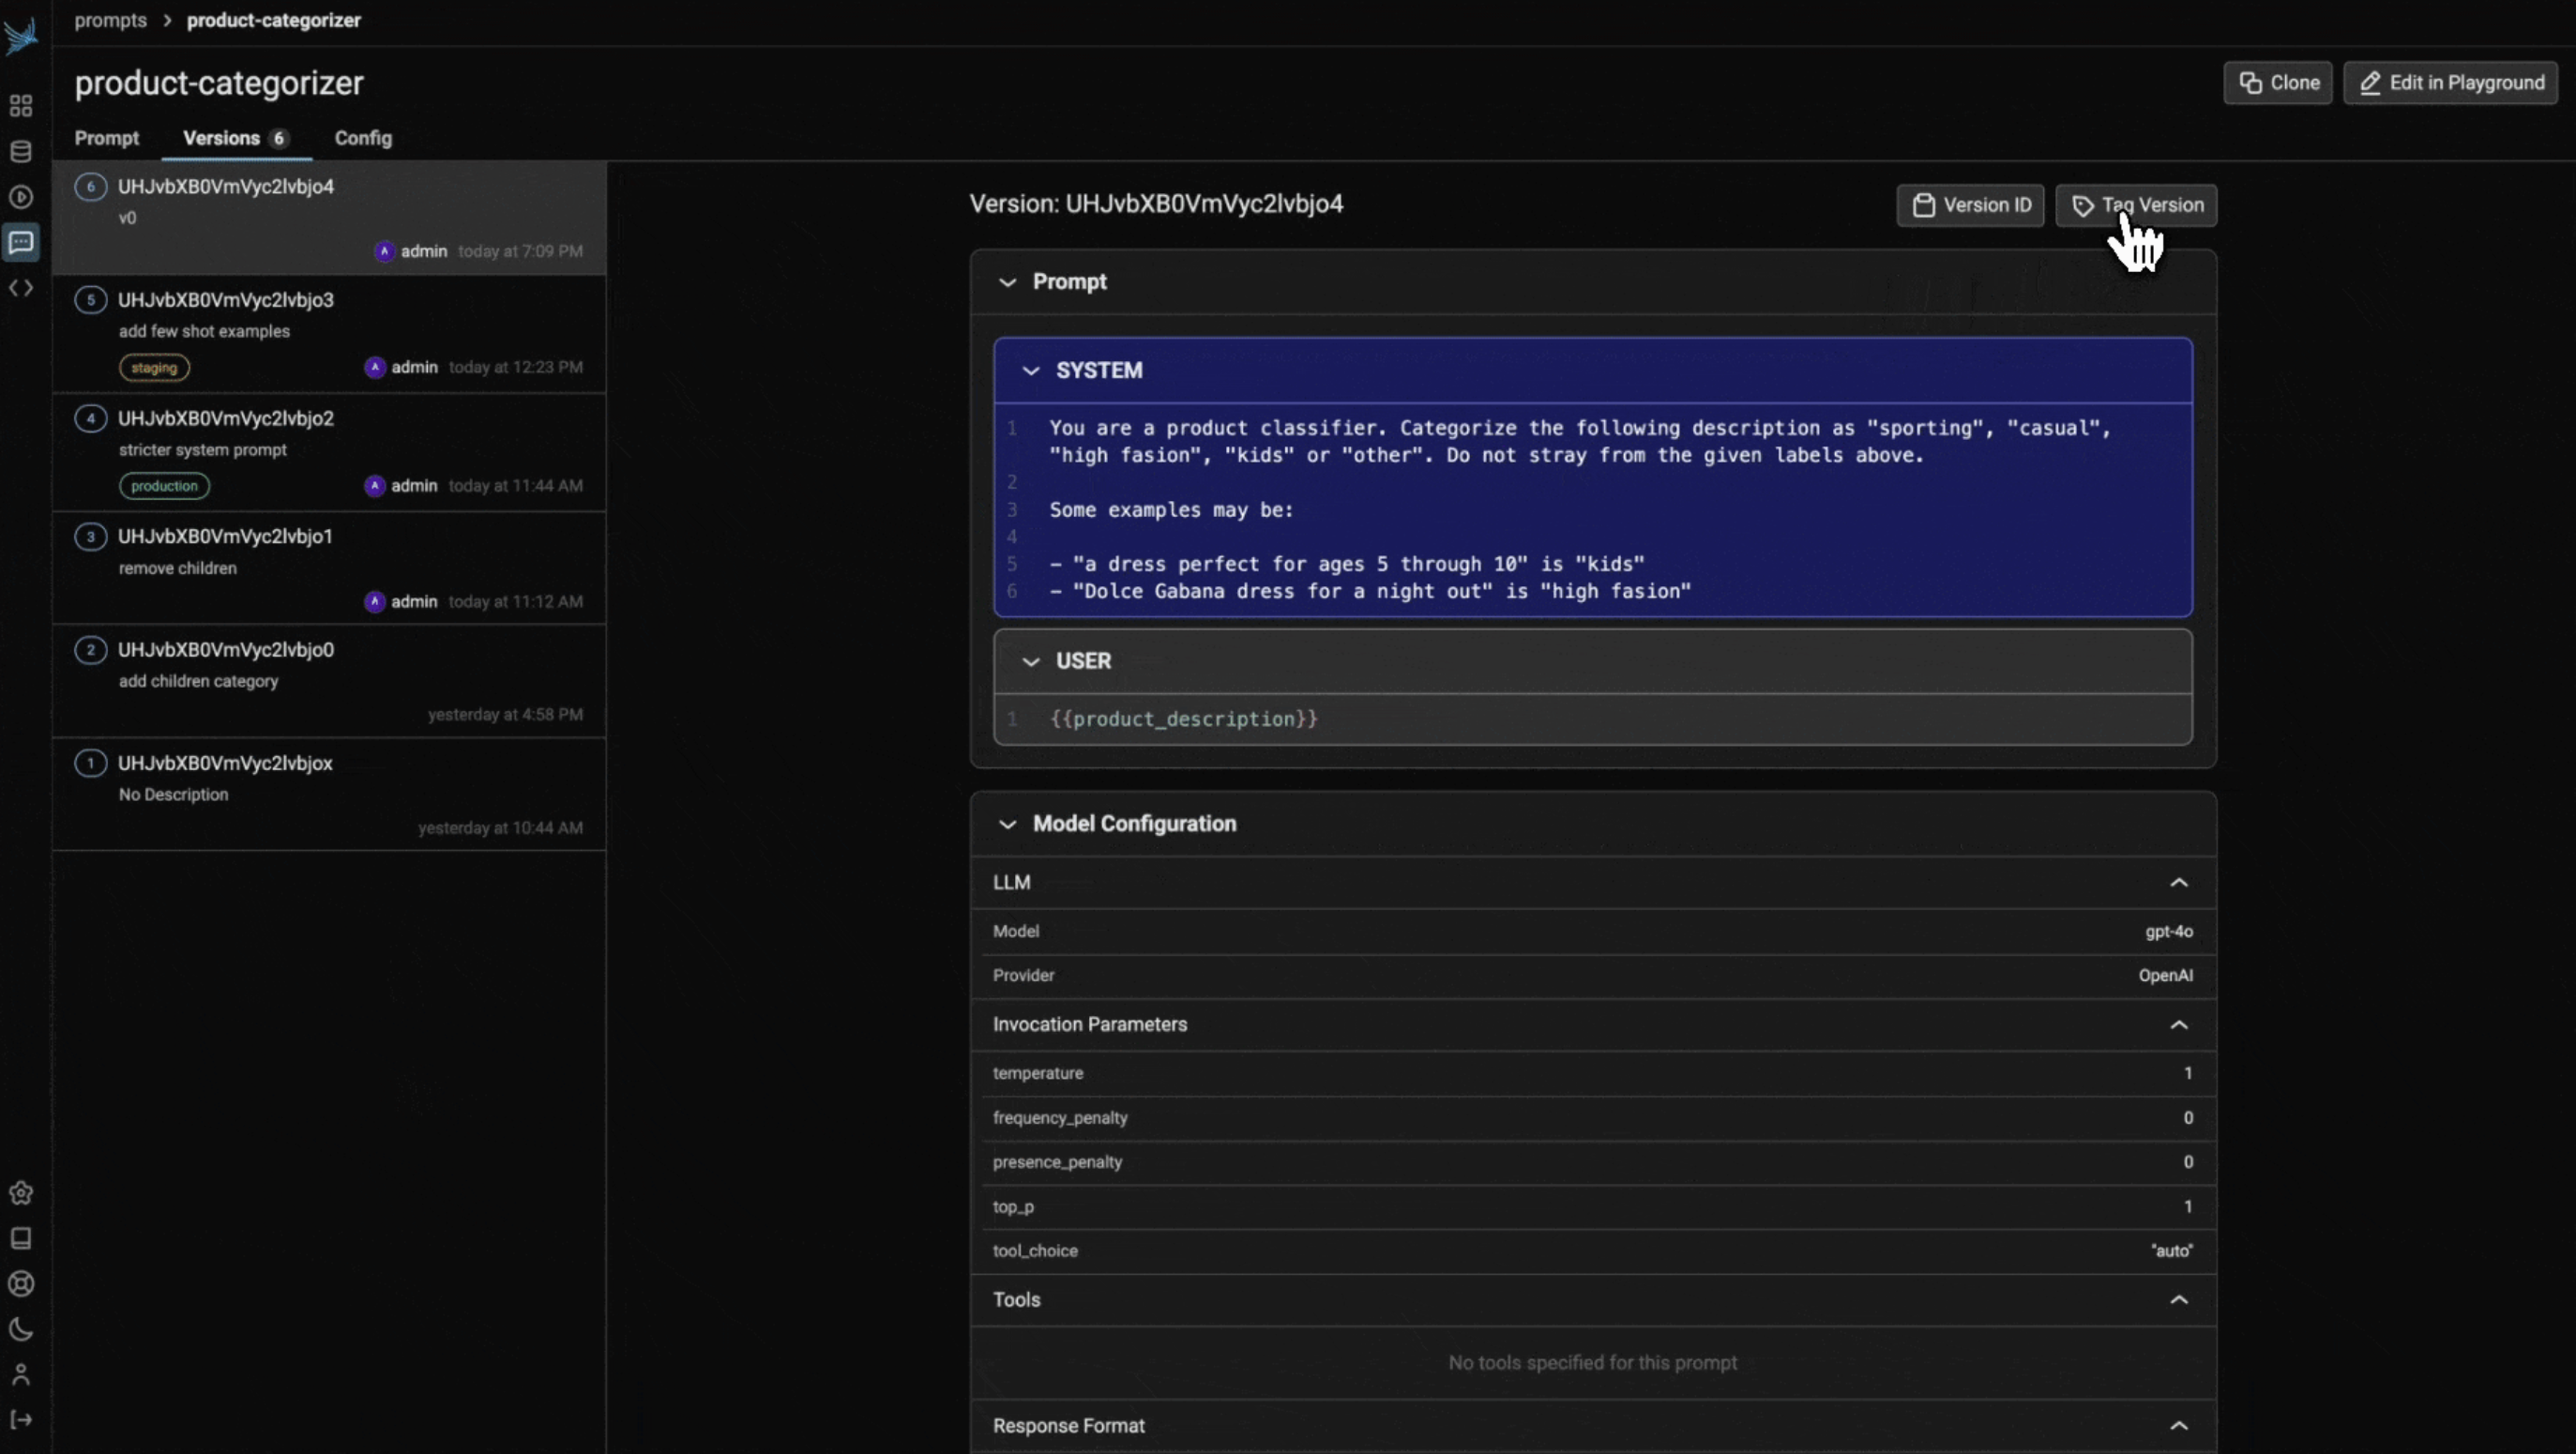 prompts > product-categorizer
product-categorizer
Clone
Edit in Playground
Prompt
Versions 6
Config
6 UHJvbXB0VmVyc2lvbjo4
v0
A admin today at 7:09 PM
5 UHJvbXB0VmVyc2lvbjo3
add few shot examples
staging A admin today at 12:23 PM
4 UHJvbXB0VmVyc2lvbjo2
stricter system prompt
production A admin today at 11:44 AM
3 UHJvbXB0VmVyc2lvbjo1
remove children
A admin today at 11:12 AM
2 UHJvbXB0VmVyc2lvbjo0
add children category
yesterday at 4:58 PM
1 UHJvbXB0VmVyc2lvbjox
No Description
yesterday at 10:44 AM
Version: UHJvbXB0VmVyc2lvbjo4
Version ID
Tag Version
Prompt
SYSTEM
1 You are a product classifier. Categorize the following description as "sporting", "casual",
"high fasion", "kids" or "other". Do not stray from the given labels above.
2
3 Some examples may be:
4
5 – "a dress perfect for ages 5 through 10" is "kids"
6 – "Dolce Gabana dress for a night out" is "high fasion"
USER
1 {{product_description}}
Model Configuration
LLM
Model gpt-4o
Provider OpenAI
Invocation Parameters
temperature 1
frequency_penalty 0
presence_penalty 0
top_p 1
tool_choice "auto"
Tools
No tools specified for this prompt
Response Format